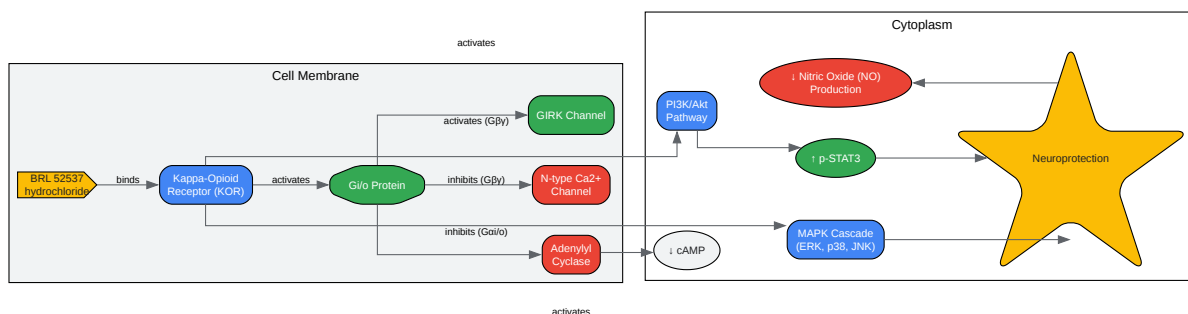 Cytoplasm
activates
Cell Membrane
↓ Nitric Oxide (NO)
Production
PI3K/Akt
Pathway
GIRK Channel
activates (Gβγ)
↑ p-STAT3
Neuroprotection
BRL 52537
hydrochloride
binds
Kappa-Opioid
Receptor (KOR)
activates
Gi/o Protein
inhibits (Gβγ)
N-type Ca2+
Channel
inhibits (Gαi/o)
MAPK Cascade
(ERK, p38, JNK)
Adenylyl
Cyclase
↓ cAMP
activates